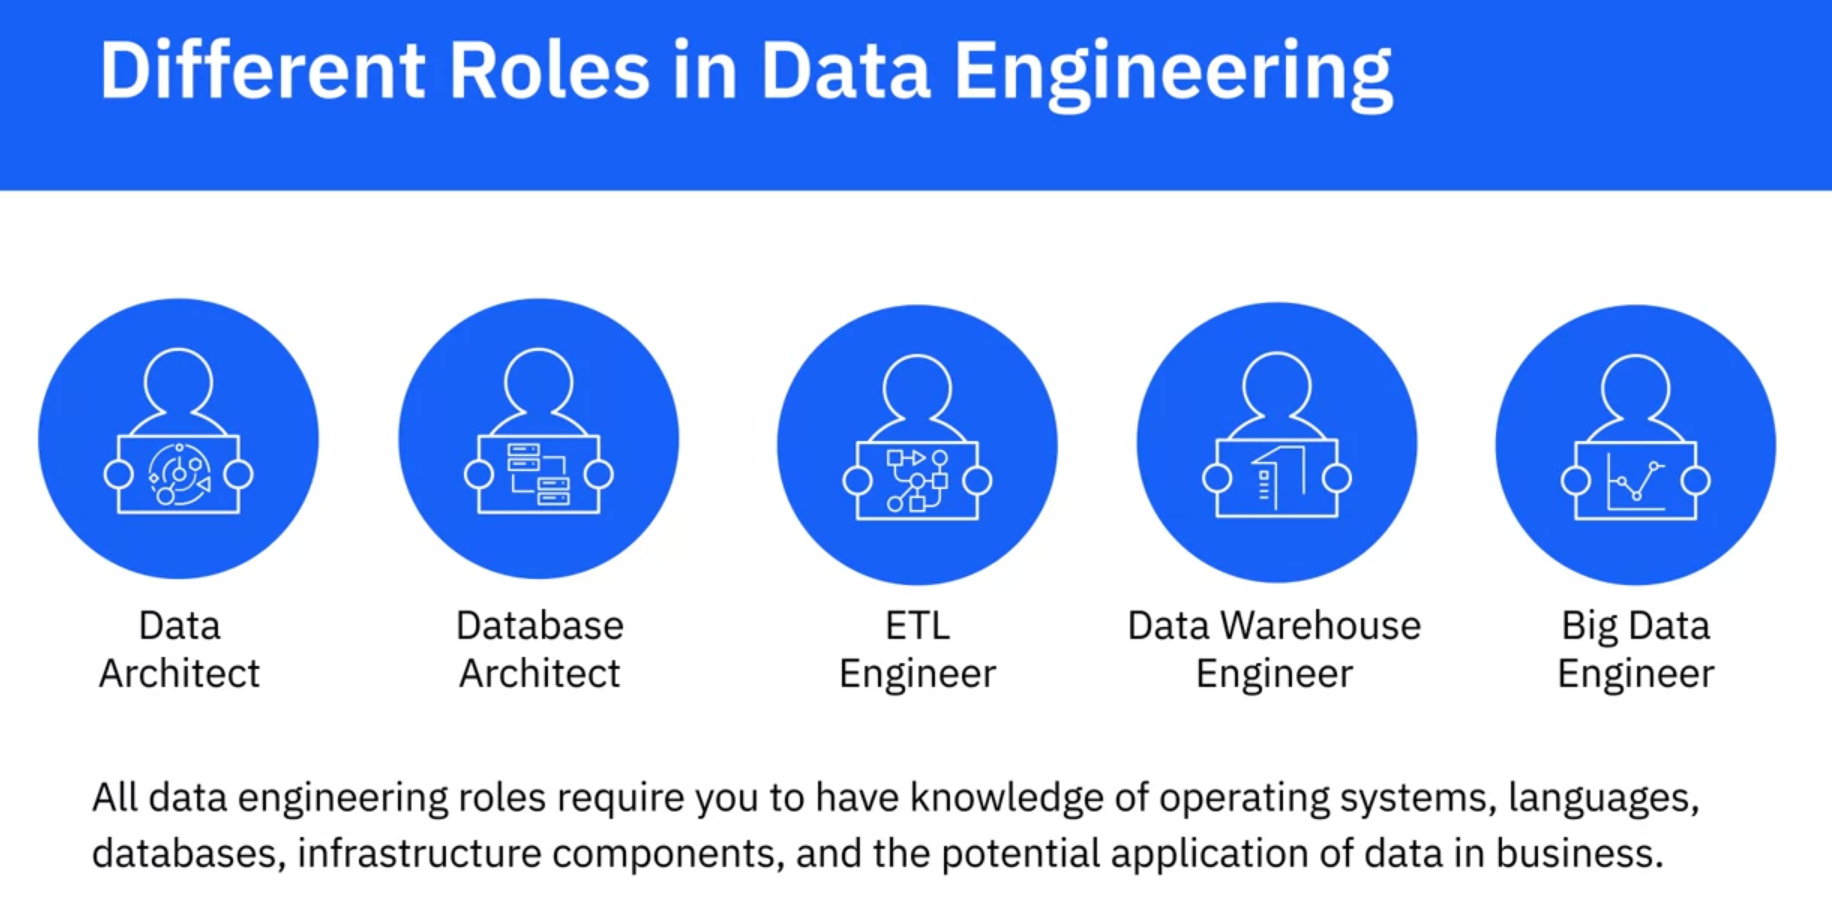 Different Roles in Data Engineering
Data
Architect
Database
Architect
ETL
Engineer
Data Warehouse
Engineer
Big Data
Engineer
All data engineering roles require you to have knowledge of operating systems, languages,
databases, infrastructure components, and the potential application of data in business.